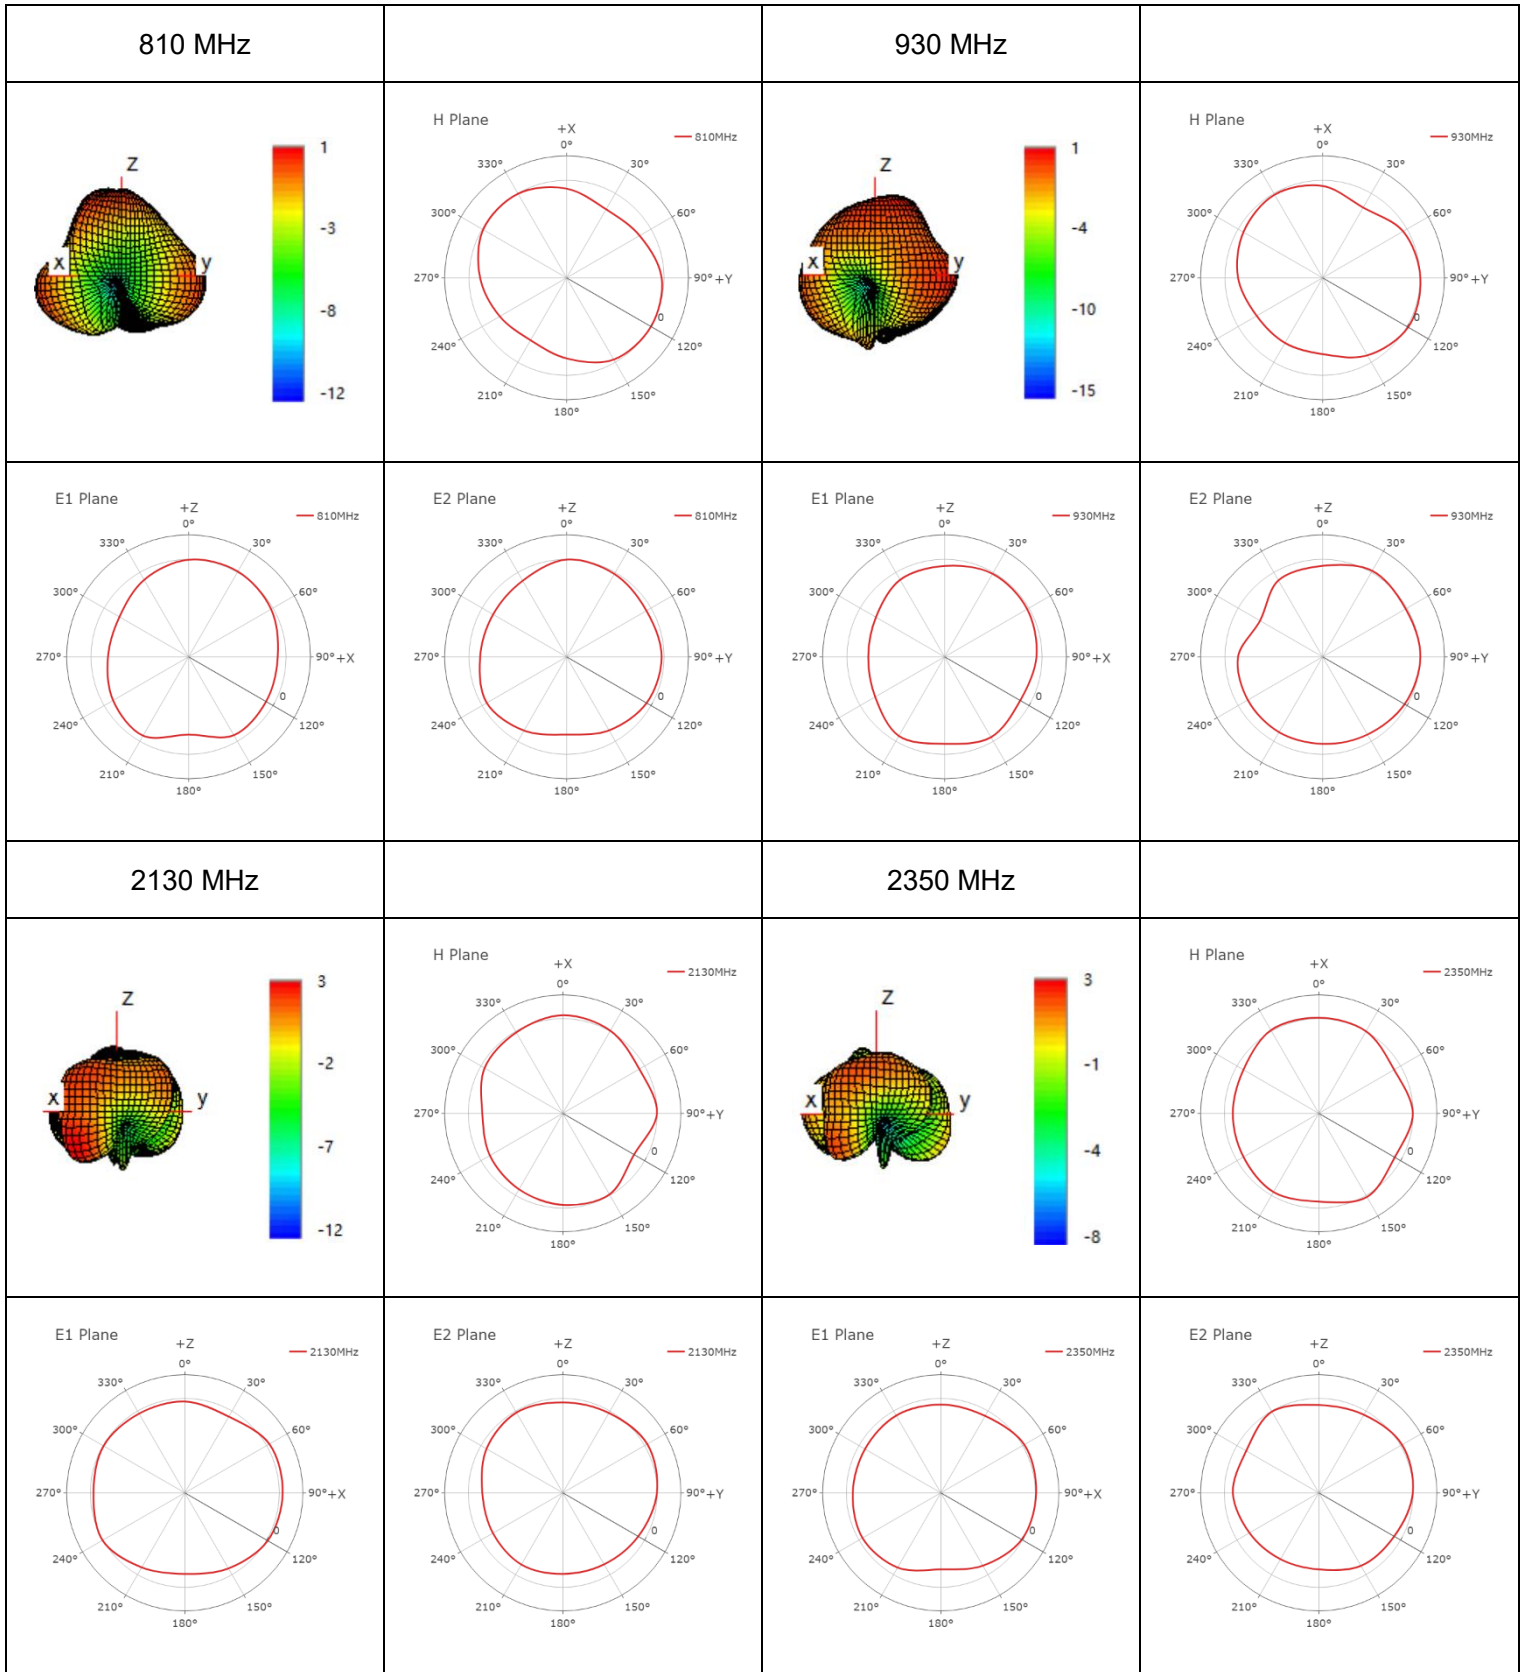 810 MHz
930 MHz
Z
x
y
1
-3
-8
-12
H Plane
810MHz
+X
0°
30°
60°
90°+Y
0
120°
150°
180°
210°
240°
270°
300°
330°
Z
x
y
1
-4
-10
-15
H Plane
930MHz
+X
0°
30°
60°
90°+Y
0
120°
150°
180°
210°
240°
270°
300°
330°
E1 Plane
810MHz
+Z
0°
30°
60°
90°+X
0
120°
150°
180°
210°
240°
270°
300°
330°
E2 Plane
810MHz
+Z
0°
30°
60°
90°+Y
0
120°
150°
180°
210°
240°
270°
300°
330°
E1 Plane
930MHz
+Z
0°
30°
60°
90°+X
0
120°
150°
180°
210°
240°
270°
300°
330°
E2 Plane
930MHz
+Z
0°
30°
60°
90°+Y
0
120°
150°
180°
210°
240°
270°
300°
330°
2130 MHz
2350 MHz
Z
x
y
3
-2
-7
-12
H Plane
2130MHz
+X
0°
30°
60°
90°+Y
0
120°
150°
180°
210°
240°
270°
300°
330°
Z
x
y
3
-1
-4
-8
H Plane
2350MHz
+X
0°
30°
60°
90°+Y
0
120°
150°
180°
210°
240°
270°
300°
330°
E1 Plane
2130MHz
+Z
0°
30°
60°
90°+X
0
120°
150°
180°
210°
240°
270°
300°
330°
E2 Plane
2130MHz
+Z
0°
30°
60°
90°+Y
0
120°
150°
180°
210°
240°
270°
300°
330°
E1 Plane
2350MHz
+Z
0°
30°
60°
90°+X
0
120°
150°
180°
210°
240°
270°
300°
330°
E2 Plane
2350MHz
+Z
0°
30°
60°
90°+Y
0
120°
150°
180°
210°
240°
270°
300°
330°